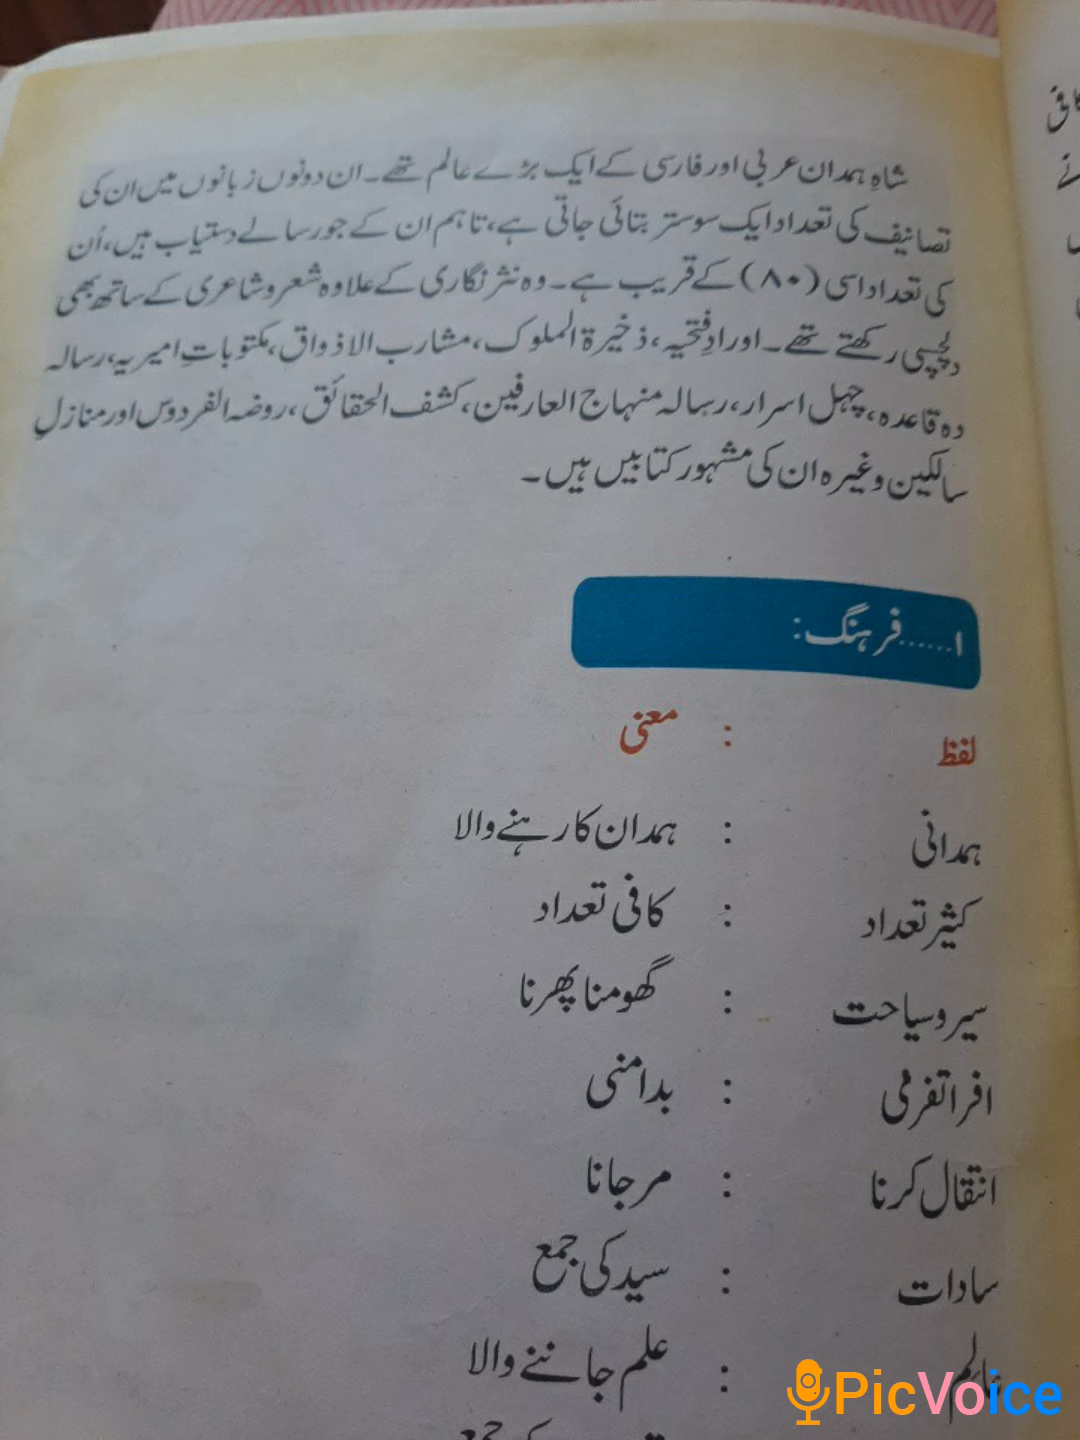 شاہِ ہمدان عربی اور فارسی کے ایک بڑے عالم تھے۔ ان دونوں زبانوں میں ان کی
تصانیف کی تعداد ایک سو ستر بتائی جاتی ہے، تاہم ان کے جو رسالے دستیاب ہیں، اُن
کی تعداد اسی (۸۰) کے قریب ہے۔ وہ نثر نگاری کے علاوہ شعر و شاعری کے ساتھ بھی
دلچسپی رکھتے تھے۔ اورادِ فتحیہ، ذخیرۃ الملوک، مشارب الاذواق، مکتوباتِ امیریہ، رسالہ
دہ قاعدہ، چہل اسرار، رسالہ منہاج العارفین، کشف الحقائق، روضہ الفردوس اور منازلِ
سالکین وغیرہ ان کی مشہور کتابیں ہیں۔
۱......فرہنگ:
لفظ : معنی
ہمدانی : ہمدان کا رہنے والا
کثیر تعداد : کافی تعداد
سیر و سیاحت : گھومنا پھرنا
افراتفری : بدامنی
انتقال کرنا : مر جانا
سادات : سید کی جمع
عالم : علم جاننے والا
کی جمع
PicVoice